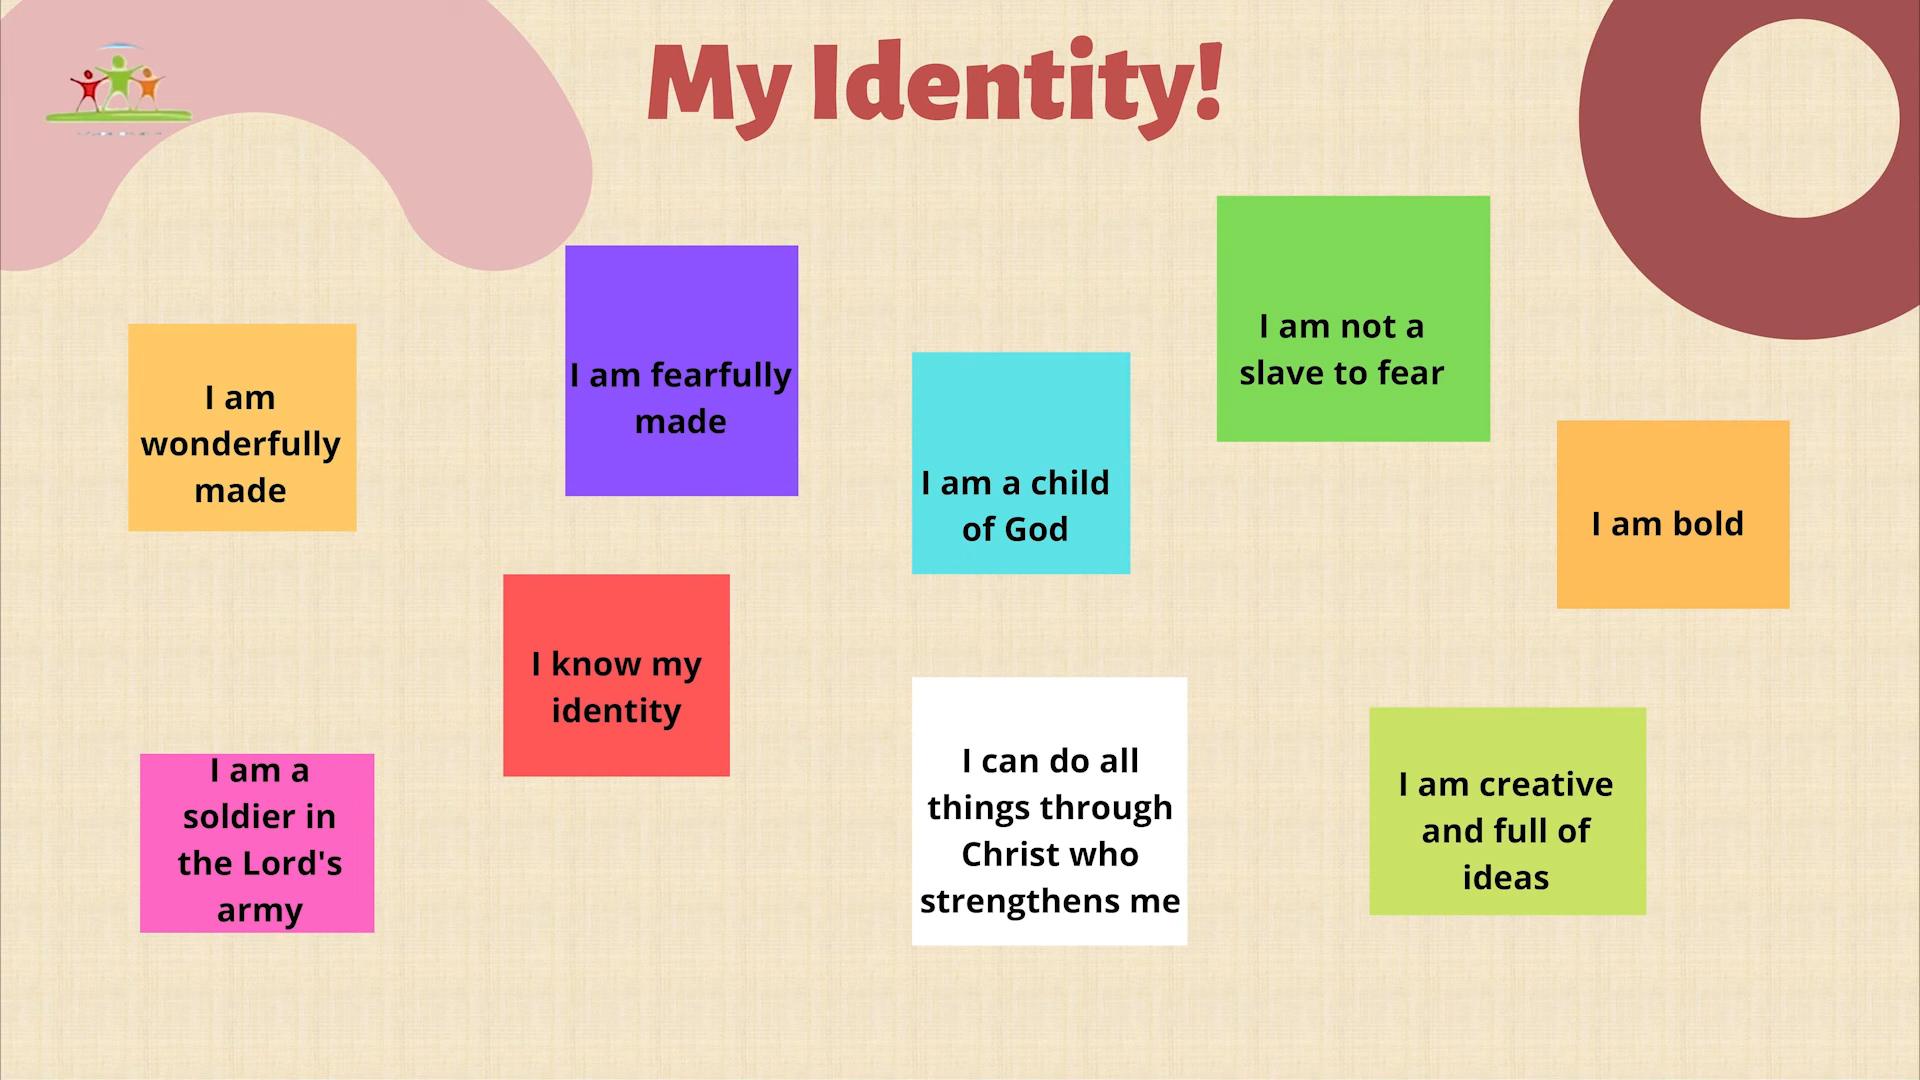 My Identity!
I am
wonderfully
made
I am fearfully
made
I am a child
of God
I am not a
slave to fear
I am bold
I know my
identity
I am a
soldier in
the Lord's
army
I can do all
things through
Christ who
strengthens me
I am creative
and full of
ideas